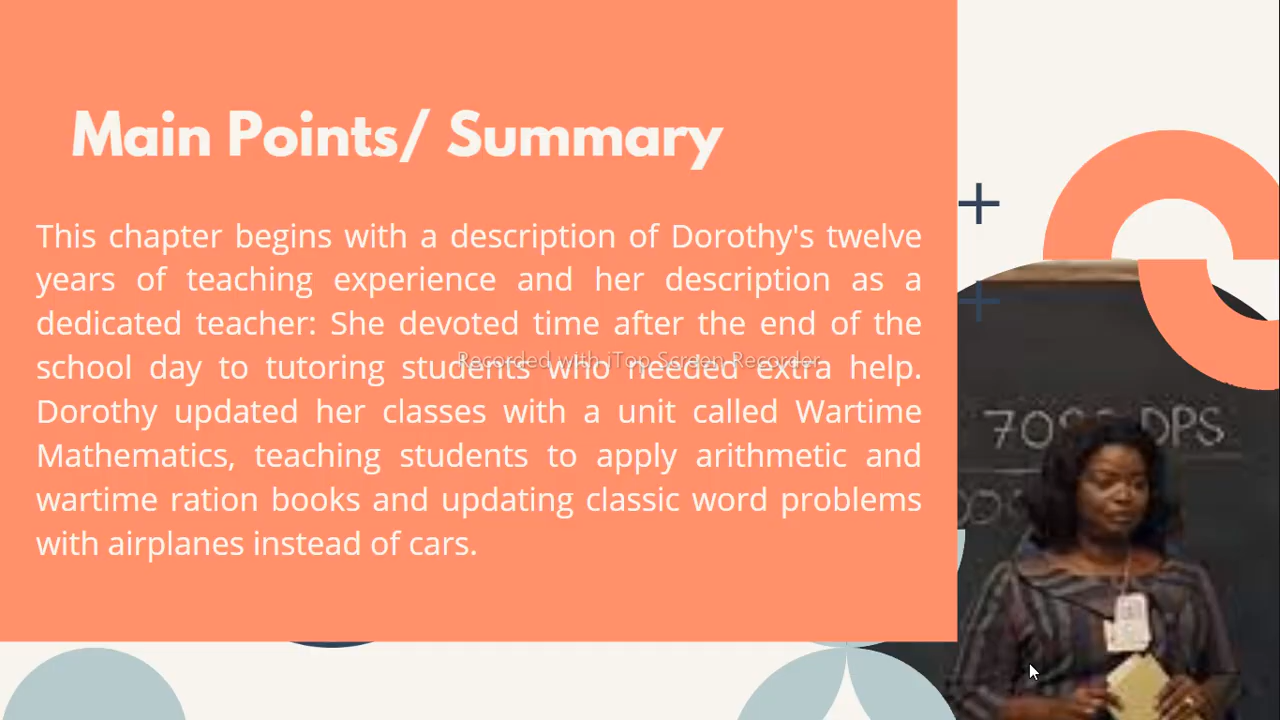 Main Points/ Summary
This chapter begins with a description of Dorothy's twelve
years of teaching experience and her description as a
dedicated teacher: She devoted time after the end of the
school day to tutoring students who needed extra help.
Recorded with iTop Screen Recorder
Dorothy updated her classes with a unit called Wartime
Mathematics, teaching students to apply arithmetic and
wartime ration books and updating classic word problems
with airplanes instead of cars.
DPS